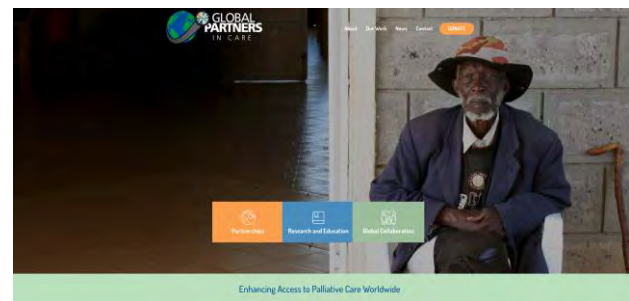 GLOBAL
PARTNERS
IN CARE
About Our Work News Contact DONATE
Partnerships Research and Education Global Collaboration
Enhancing Access to Palliative Care Worldwide